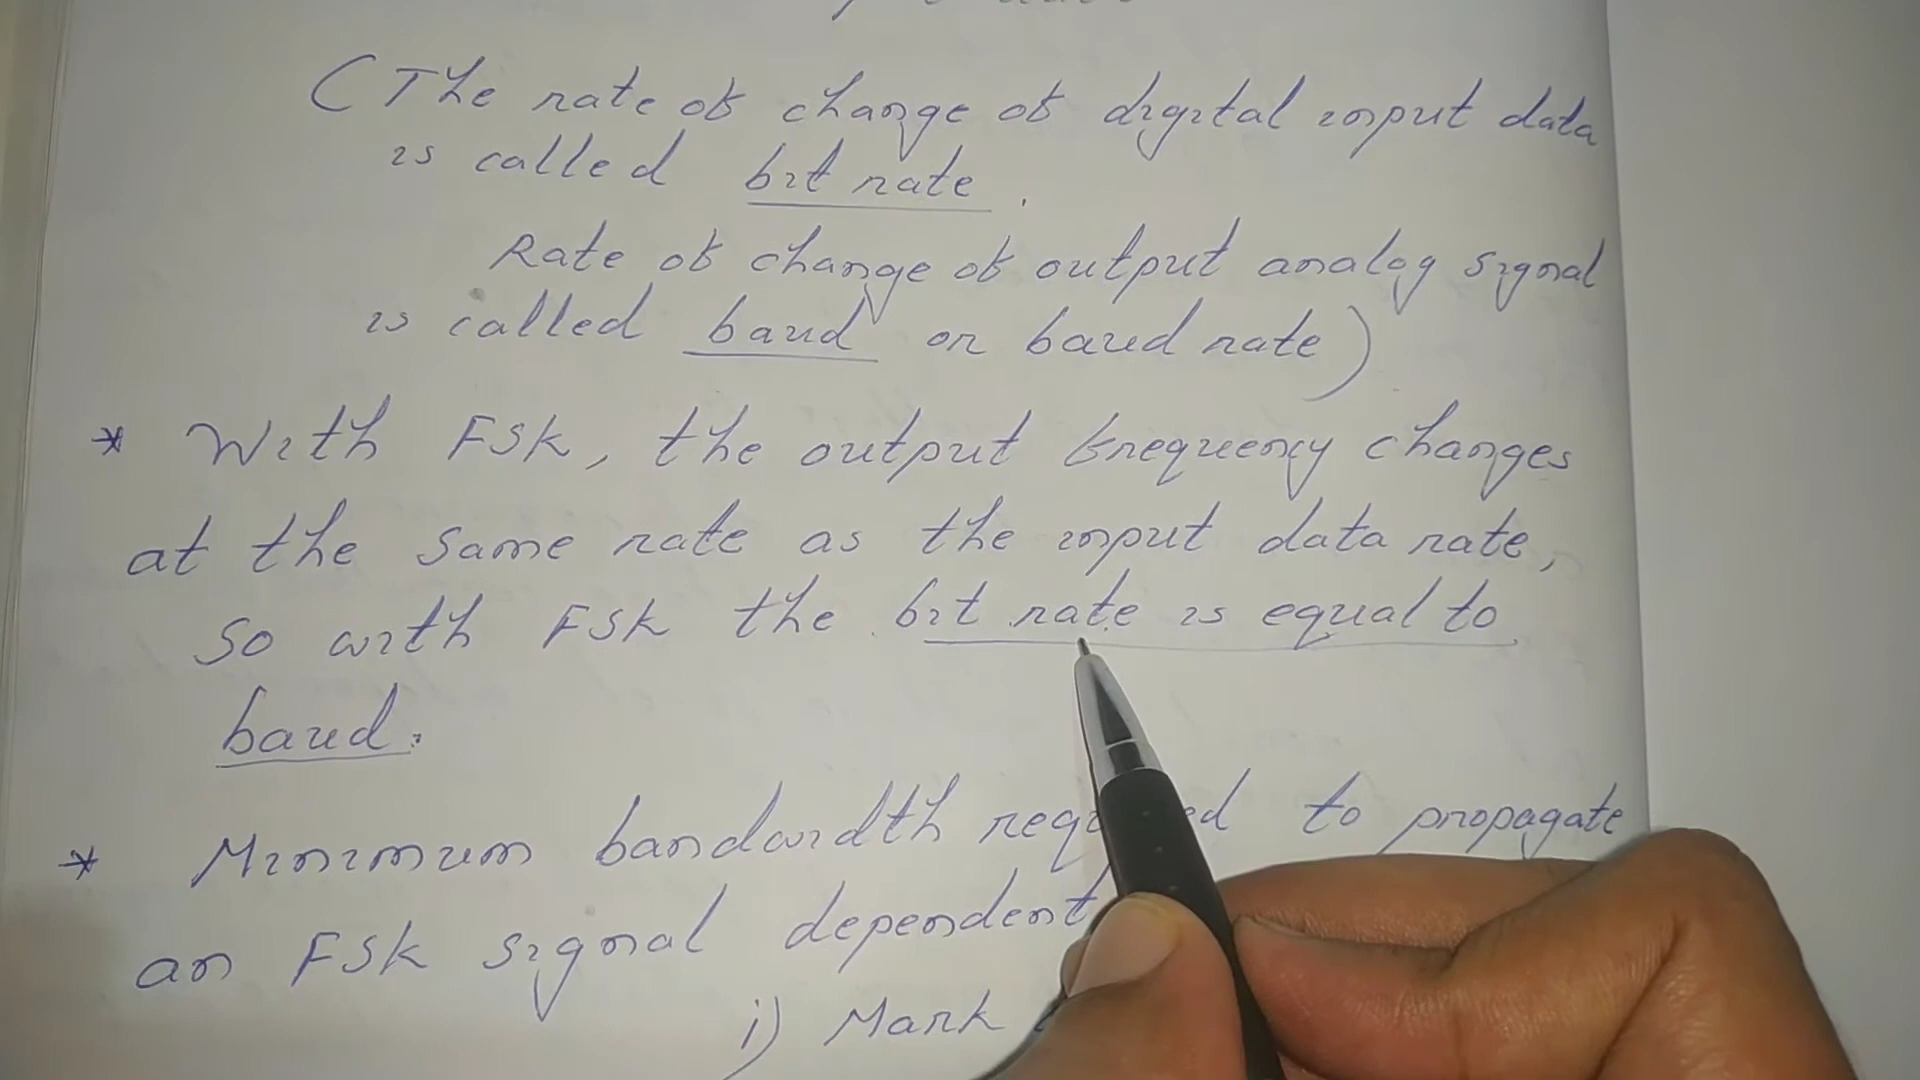 (The rate of change of digital input data
is called bit rate.
Rate of change of output analog signal
is called baud or baud rate)
* With FSK, the output frequency changes
at the same rate as the input data rate,
so with FSK the bit rate is equal to
baud.
* Minimum bandwidth to propagate
an FSK signal dependent
i) Mark